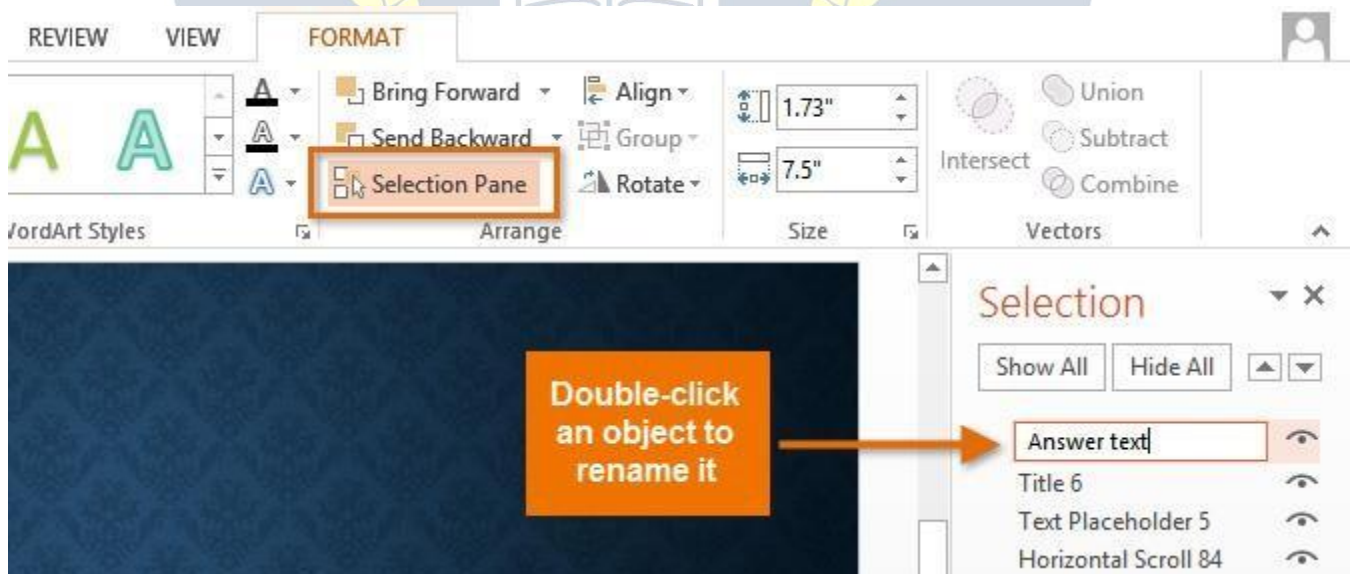 REVIEW VIEW FORMAT
A A A Bring Forward Align 1.73" Union
A Send Backward Group Subtract
A Selection Pane Rotate 7.5" Intersect Combine
WordArt Styles Arrange Size Vectors
Selection
Show All Hide All
Double-click
an object to
rename it
Answer text
Title 6
Text Placeholder 5
Horizontal Scroll 84